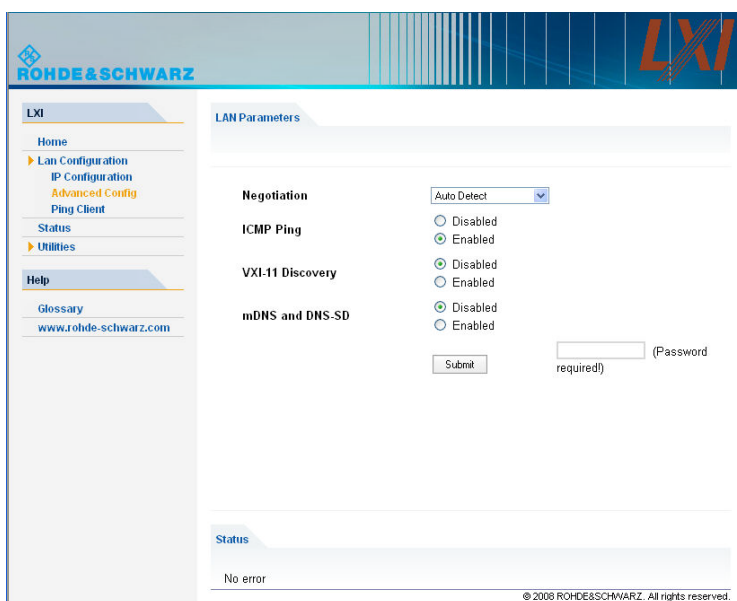 ROHDE&SCHWARZ
LXI
LXI
Home
Lan Configuration
IP Configuration
Advanced Config
Ping Client
Status
Utilities
Help
Glossary
www.rohde-schwarz.com
LAN Parameters
Negotiation
Auto Detect
ICMP Ping
Disabled
Enabled
VXI-11 Discovery
Disabled
Enabled
mDNS and DNS-SD
Disabled
Enabled
Submit
(Password
required!)
Status
No error
© 2008 ROHDE&SCHWARZ. All rights reserved.